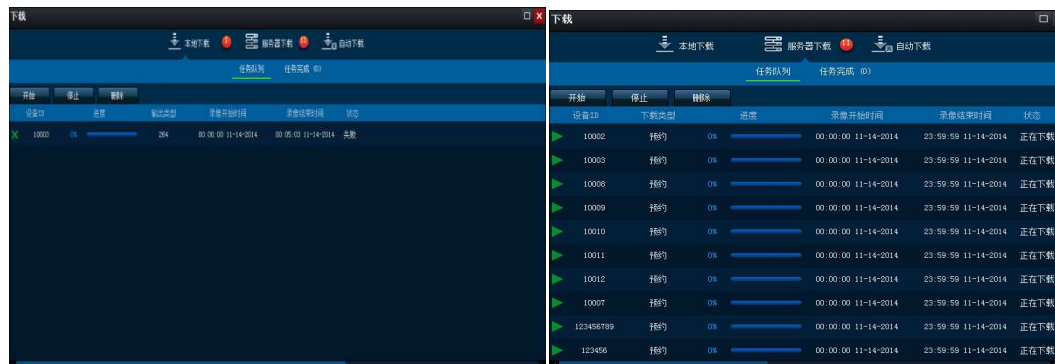 下载
本地下载 1 服务器下载 11 自动下载
任务队列 任务完成 (0)
开始 停止 删除
设备ID 进度 输出类型 录像开始时间 录像结束时间 状态
10003 0% 264 00:00:00 11-14-2014 00:05:03 11-14-2014 失败
下载
本地下载 服务器下载 11 自动下载
任务队列 任务完成 (0)
开始 停止 删除
设备ID 下载类型 进度 录像开始时间 录像结束时间 状态
10002 预约 0% 00:00:00 11-14-2014 23:59:59 11-14-2014 正在下载
10003 预约 0% 00:00:00 11-14-2014 23:59:59 11-14-2014 正在下载
10008 预约 0% 00:00:00 11-14-2014 23:59:59 11-14-2014 正在下载
10009 预约 0% 00:00:00 11-14-2014 23:59:59 11-14-2014 正在下载
10010 预约 0% 00:00:00 11-14-2014 23:59:59 11-14-2014 正在下载
10011 预约 0% 00:00:00 11-14-2014 23:59:59 11-14-2014 正在下载
10012 预约 0% 00:00:00 11-14-2014 23:59:59 11-14-2014 正在下载
10007 预约 0% 00:00:00 11-14-2014 23:59:59 11-14-2014 正在下载
123456789 预约 0% 00:00:00 11-14-2014 23:59:59 11-14-2014 正在下载
123456 预约 0% 00:00:00 11-14-2014 23:59:59 11-14-2014 正在下载